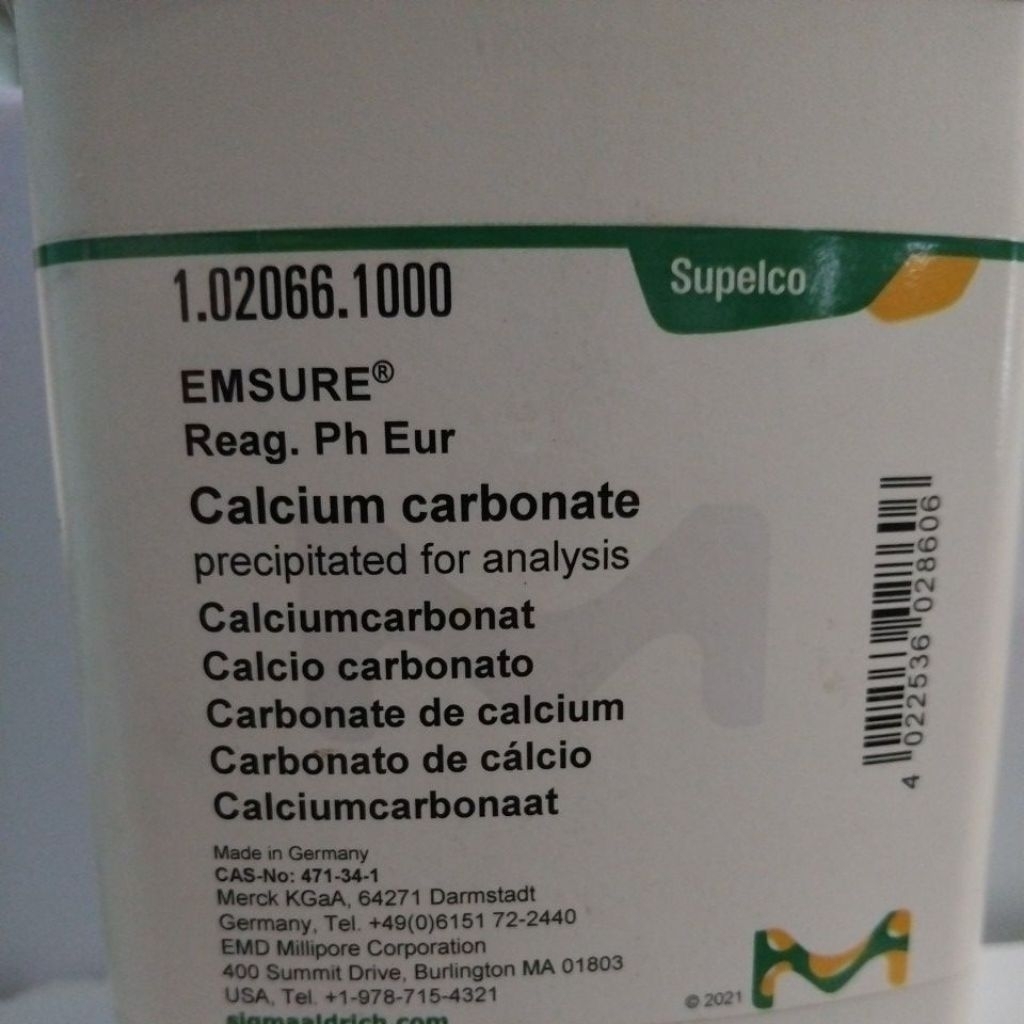 1.02066.1000
Supelco
EMSURE®
Reag. Ph Eur
Calcium carbonate
precipitated for analysis
Calciumcarbonat
Calcio carbonato
Carbonate de calcium
Carbonato de cálcio
Calciumcarbonaat
4 022536 028606
Made in Germany
CAS-No: 471-34-1
Merck KGaA, 64271 Darmstadt
Germany, Tel. +49(0)6151 72-2440
EMD Millipore Corporation
400 Summit Drive, Burlington MA 01803
USA, Tel. +1-978-715-4321
© 2021
sigmaaldrich.com